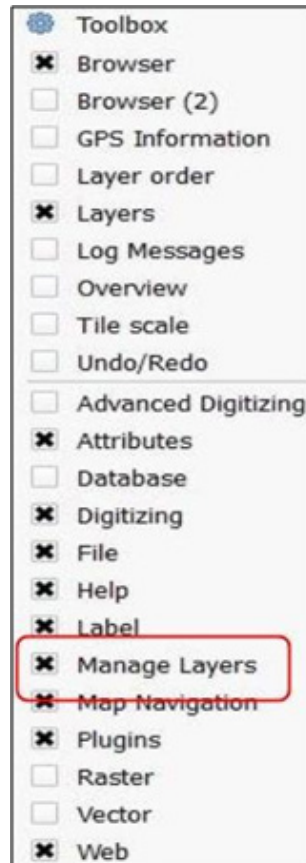 Toolbox
Browser
Browser (2)
GPS Information
Layer order
Layers
Log Messages
Overview
Tile scale
Undo/Redo
Advanced Digitizing
Attributes
Database
Digitizing
File
Help
Label
Manage Layers
Map Navigation
Plugins
Raster
Vector
Web